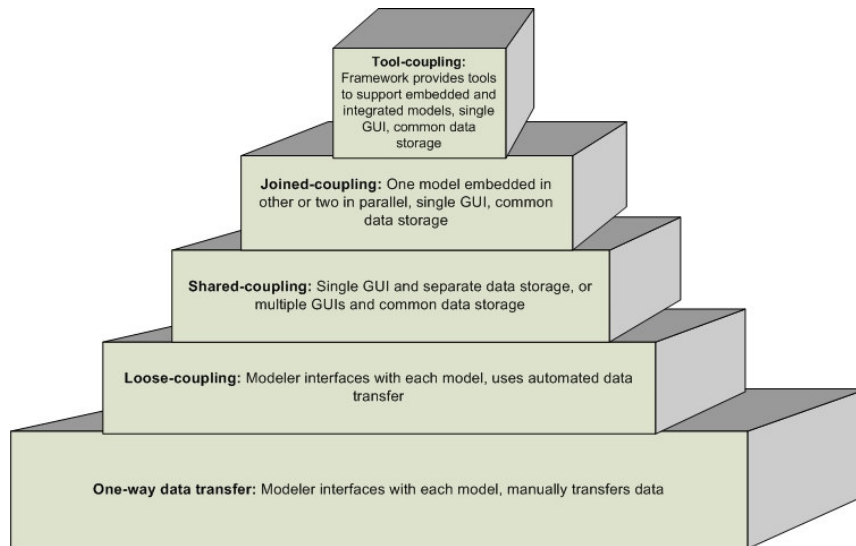 Tool-coupling:
Framework provides tools
to support embedded and
integrated models, single
GUI, common data
storage
Joined-coupling: One model embedded in
other or two in parallel, single GUI, common
data storage
Shared-coupling: Single GUI and separate data storage, or
multiple GUIs and common data storage
Loose-coupling: Modeler interfaces with each model, uses automated data
transfer
One-way data transfer: Modeler interfaces with each model, manually transfers data